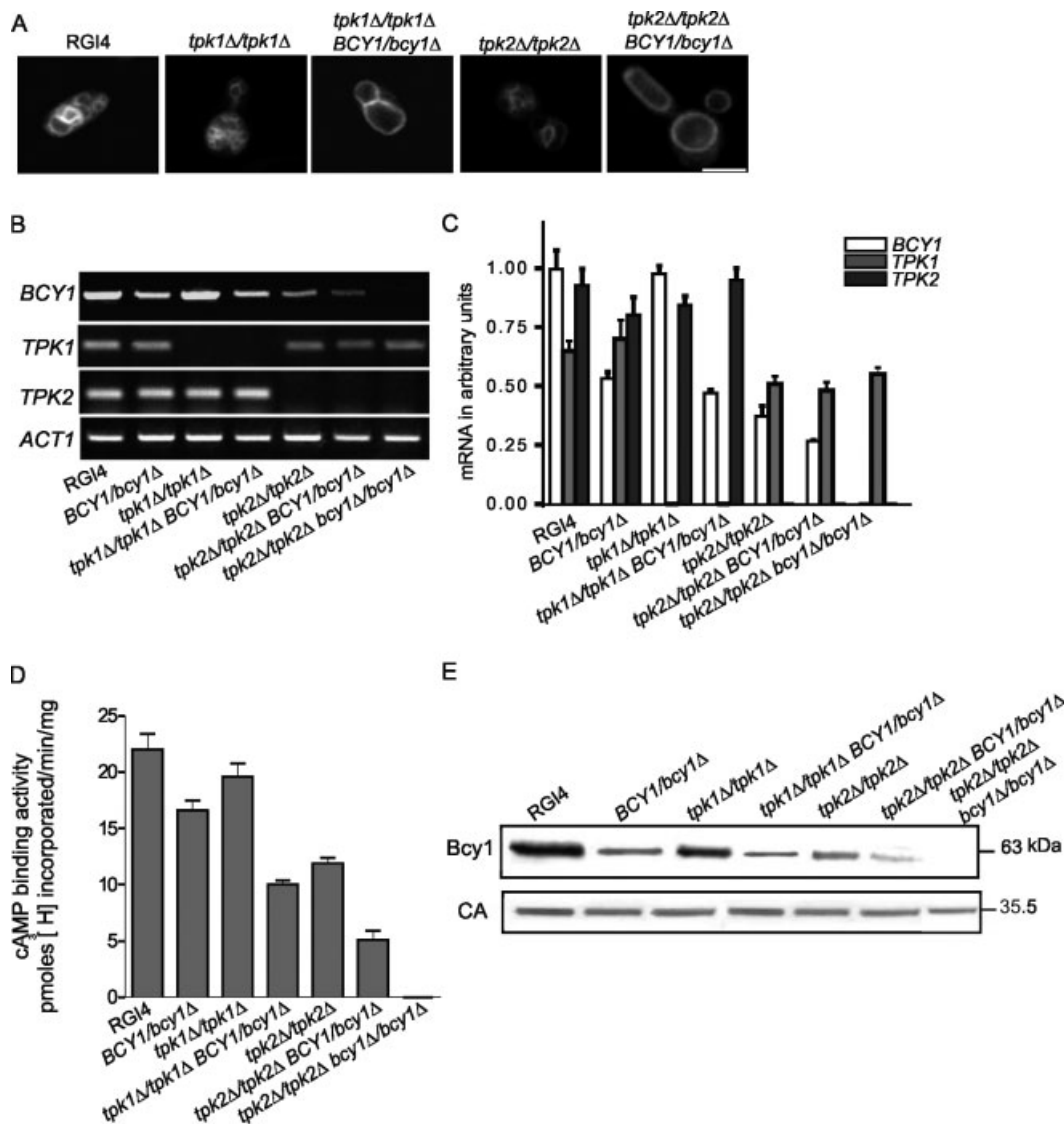 A
RGI4
tpk1Δ/tpk1Δ
tpk1Δ/tpk1Δ
BCY1/bcy1Δ
tpk2Δ/tpk2Δ
tpk2Δ/tpk2Δ
BCY1/bcy1Δ
B
BCY1
TPK1
TPK2
ACT1
RGI4
BCY1/bcy1Δ
tpk1Δ/tpk1Δ
tpk1Δ/tpk1Δ BCY1/bcy1Δ
tpk2Δ/tpk2Δ
tpk2Δ/tpk2Δ BCY1/bcy1Δ
tpk2Δ/tpk2Δ bcy1Δ/bcy1Δ
C
mRNA in arbitrary units
1.00
0.75
0.50
0.25
0.00
BCY1
TPK1
TPK2
RGI4
BCY1/bcy1Δ
tpk1Δ/tpk1Δ
tpk1Δ/tpk1Δ BCY1/bcy1Δ
tpk2Δ/tpk2Δ
tpk2Δ/tpk2Δ BCY1/bcy1Δ
tpk2Δ/tpk2Δ bcy1Δ/bcy1Δ
D
cAMP binding activity
pmoles [³H] incorporated/min/mg
25
20
15
10
5
0
RGI4
BCY1/bcy1Δ
tpk1Δ/tpk1Δ
tpk1Δ/tpk1Δ BCY1/bcy1Δ
tpk2Δ/tpk2Δ
tpk2Δ/tpk2Δ BCY1/bcy1Δ
tpk2Δ/tpk2Δ bcy1Δ/bcy1Δ
E
RGI4
BCY1/bcy1Δ
tpk1Δ/tpk1Δ
tpk1Δ/tpk1Δ BCY1/bcy1Δ
tpk2Δ/tpk2Δ
tpk2Δ/tpk2Δ BCY1/bcy1Δ
tpk2Δ/tpk2Δ
bcy1Δ/bcy1Δ
Bcy1
63 kDa
CA
35.5